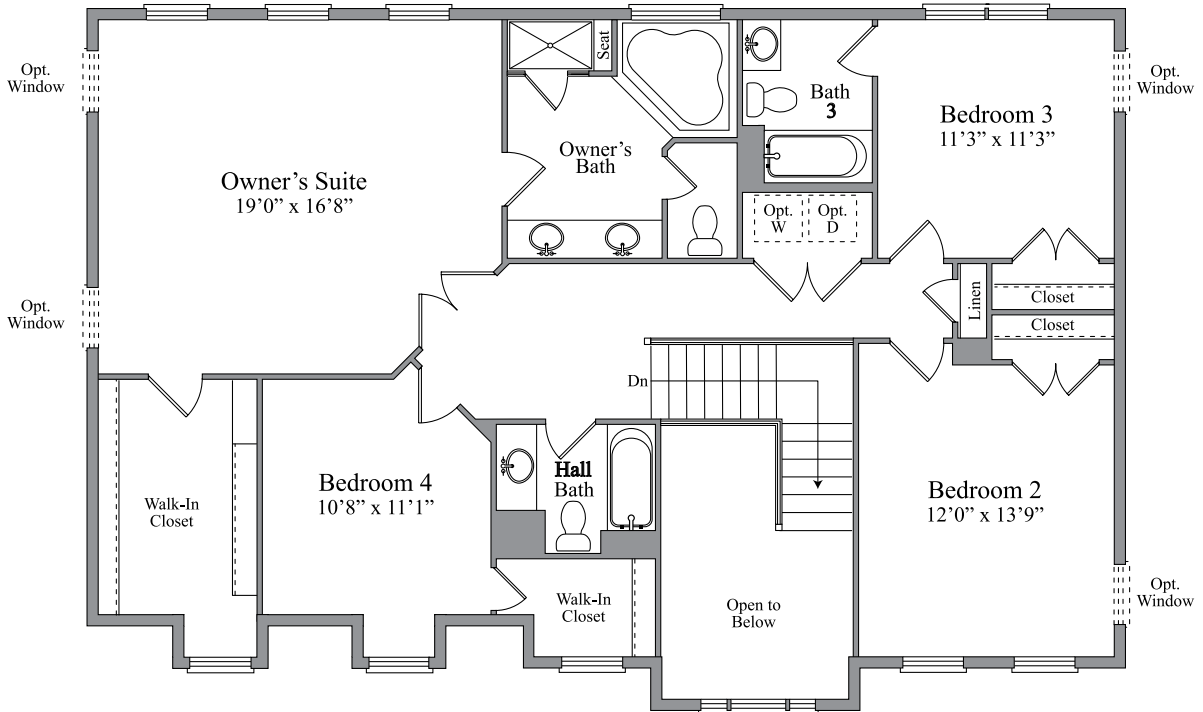 Opt.
Window
Owner’s Suite
19’0” x 16’8”
Seat
Owner’s
Bath
Bath
3
Bedroom 3
11’3” x 11’3”
Opt.
Window
Opt.
W
Opt.
D
Opt.
Window
Linen
Closet
Closet
Dn
Walk-In
Closet
Bedroom 4
10’8” x 11’1”
Hall
Bath
Bedroom 2
12’0” x 13’9”
Walk-In
Closet
Open to
Below
Opt.
Window